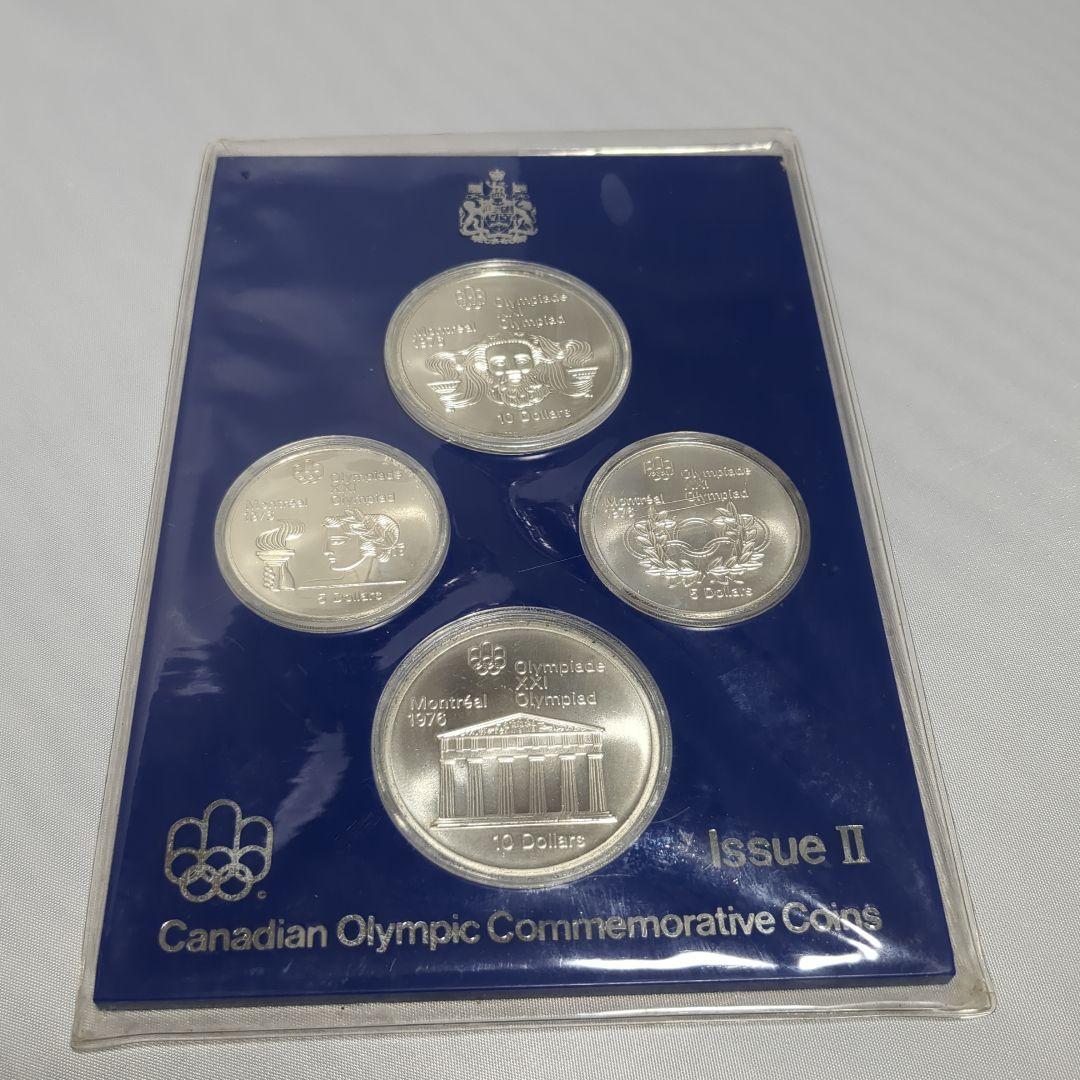 Olympiade
XXI
Montréal Olympiad
1976
10 Dollars
Olympiade
XXI
Montréal Olympiad
1976
5 Dollars
Olympiade
XXI
Montréal Olympiad
1976
5 Dollars
Olympiade
XXI
Montréal Olympiad
1976
10 Dollars
Issue II
©
Canadian Olympic Commemorative Coins